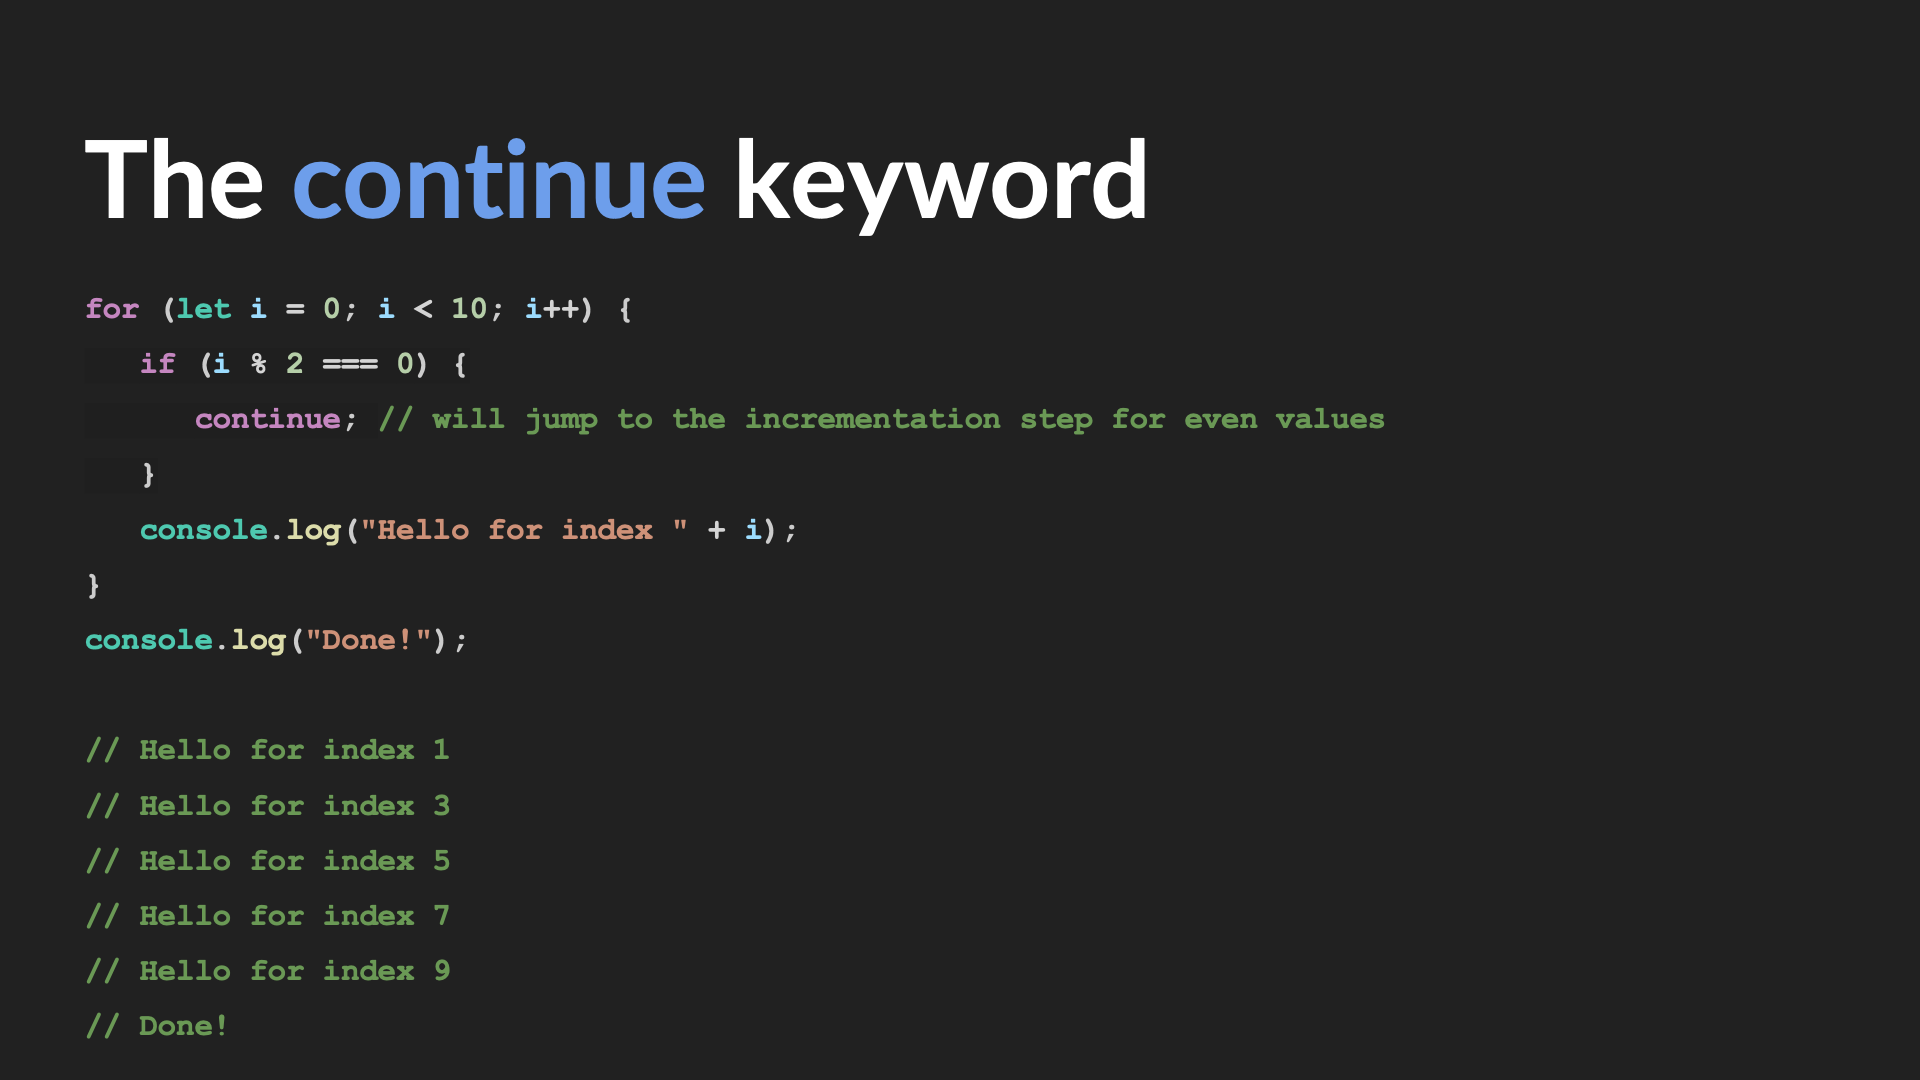 The continue keyword
for (let i = 0; i < 10; i++) {
   if (i % 2 === 0) {
      continue; // will jump to the incrementation step for even values
   }
   console.log("Hello for index " + i);
}
console.log("Done!");
// Hello for index 1
// Hello for index 3
// Hello for index 5
// Hello for index 7
// Hello for index 9
// Done!